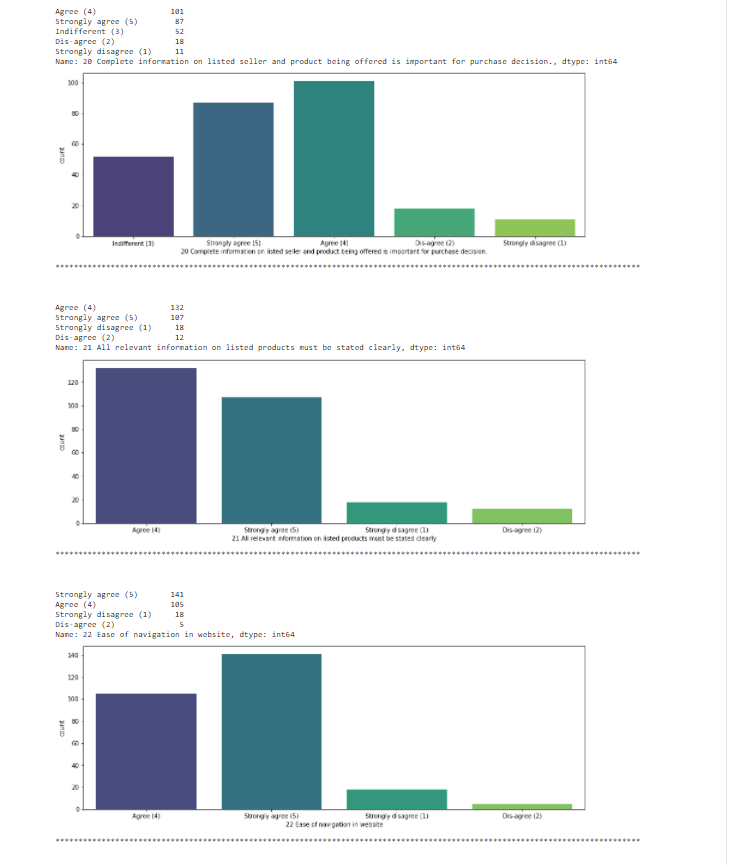 Agree (4) 101
Strongly agree (5) 87
Indifferent (3) 52
Dis-agree (2) 18
Strongly disagree (1) 11
Name: 20 Complete information on listed seller and product being offered is important for purchase decision., dtype: int64
100
80
60
40
20
0
count
Indifferent (3) Strongly agree (5) Agree (4) Dis-agree (2) Strongly disagree (1)
20 Complete information on listed seller and product being offered is important for purchase decision.
Agree (4) 132
Strongly agree (5) 107
Strongly disagree (1) 18
Dis-agree (2) 12
Name: 21 All relevant information on listed products must be stated clearly, dtype: int64
120
100
80
60
40
20
0
count
Agree (4) Strongly agree (5) Strongly disagree (1) Dis-agree (2)
21 All relevant information on listed products must be stated clearly
Strongly agree (5) 141
Agree (4) 105
Strongly disagree (1) 18
Dis-agree (2) 5
Name: 22 Ease of navigation in website, dtype: int64
140
120
100
80
60
40
20
0
count
Agree (4) Strongly agree (5) Strongly disagree (1) Dis-agree (2)
22 Ease of navigation in website